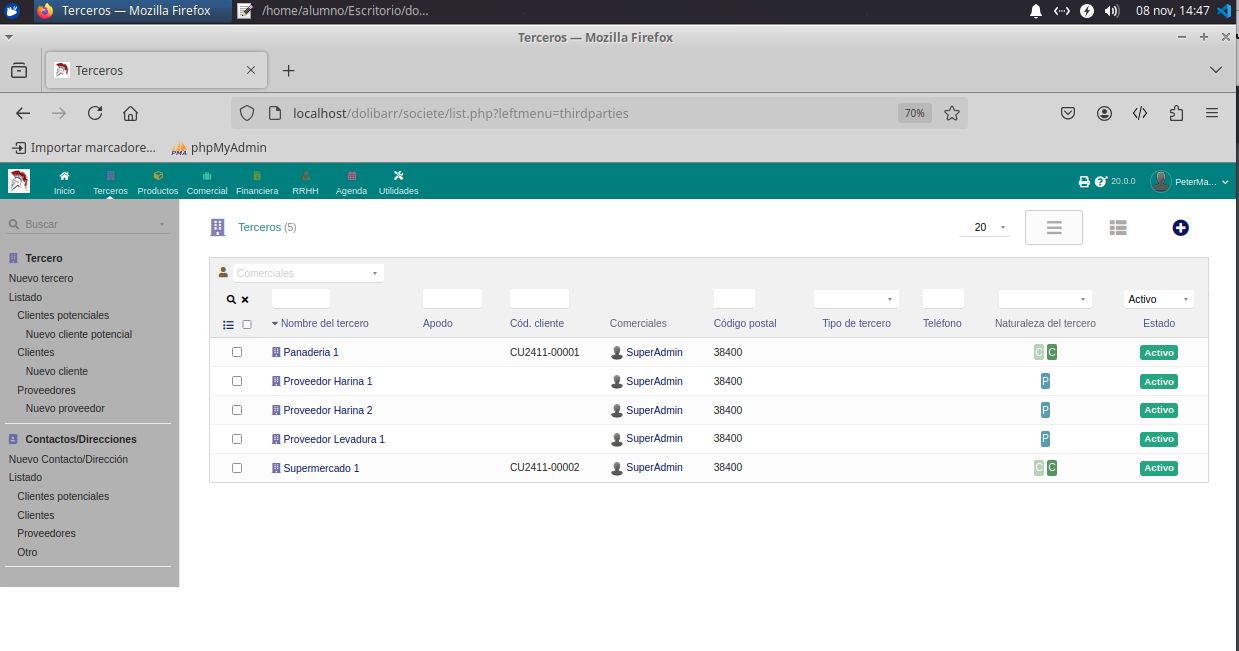 Terceros — Mozilla Firefox /home/alumno/Escritorio/do... 08 nov, 14:47
Terceros — Mozilla Firefox
Terceros
localhost/dolibarr/societe/list.php?leftmenu=thirdparties 70%
Importar marcadore... PMA phpMyAdmin
Inicio Terceros Productos Comercial Financiera RRHH Agenda Utilidades 20.0.0 PeterMa...
Buscar
Tercero
Nuevo tercero
Listado
Clientes potenciales
Nuevo cliente potencial
Clientes
Nuevo cliente
Proveedores
Nuevo proveedor
Contactos/Direcciones
Nuevo Contacto/Dirección
Listado
Clientes potenciales
Clientes
Proveedores
Otro
Terceros (5) 20
Comerciales
Activo
Nombre del tercero Apodo Cód. cliente Comerciales Código postal Tipo de tercero Teléfono Naturaleza del tercero Estado
Panaderia 1 CU2411-00001 SuperAdmin 38400 C C Activo
Proveedor Harina 1 SuperAdmin 38400 P Activo
Proveedor Harina 2 SuperAdmin 38400 P Activo
Proveedor Levadura 1 SuperAdmin 38400 P Activo
Supermercado 1 CU2411-00002 SuperAdmin 38400 C C Activo